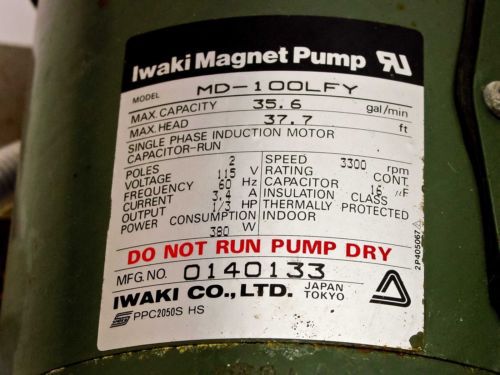 Iwaki Magnet Pump
MODEL MD-100LFY
MAX. CAPACITY 35.6 gal/min
MAX. HEAD 37.7 ft
SINGLE PHASE INDUCTION MOTOR
CAPACITOR-RUN
POLES 2
VOLTAGE 115 V
FREQUENCY 60 Hz
CURRENT 3.4 A
OUTPUT 1/3 HP
POWER CONSUMPTION
380 W
SPEED 3300 rpm
RATING CONT.
CAPACITOR 16 µF
INSULATION CLASS
THERMALLY PROTECTED
INDOOR
DO NOT RUN PUMP DRY
MFG. NO. 0140133
IWAKI CO., LTD. JAPAN
TOKYO
PPC2050S HS
2P405067